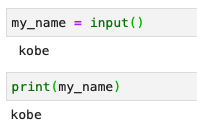 my_name = input()
kobe
print(my_name)
kobe